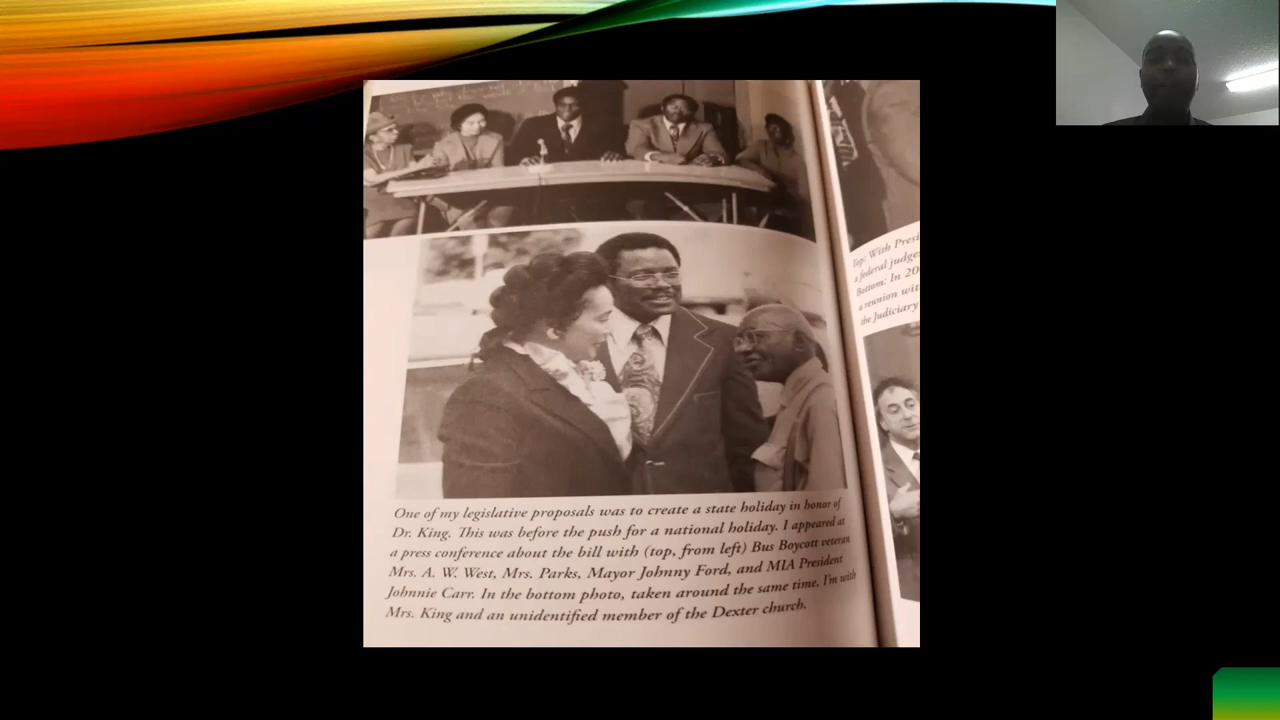 One of my legislative proposals was to create a state holiday in honor of
Dr. King. This was before the push for a national holiday. I appeared at
a press conference about the bill with (top, from left) Bus Boycott veteran
Mrs. A. W. West, Mrs. Parks, Mayor Johnny Ford, and MIA President
Johnnie Carr. In the bottom photo, taken around the same time, I'm with
Mrs. King and an unidentified member of the Dexter church.
Top: With Presi
a federal judge
Bottom: In 20
a reunion wit
the Judiciary